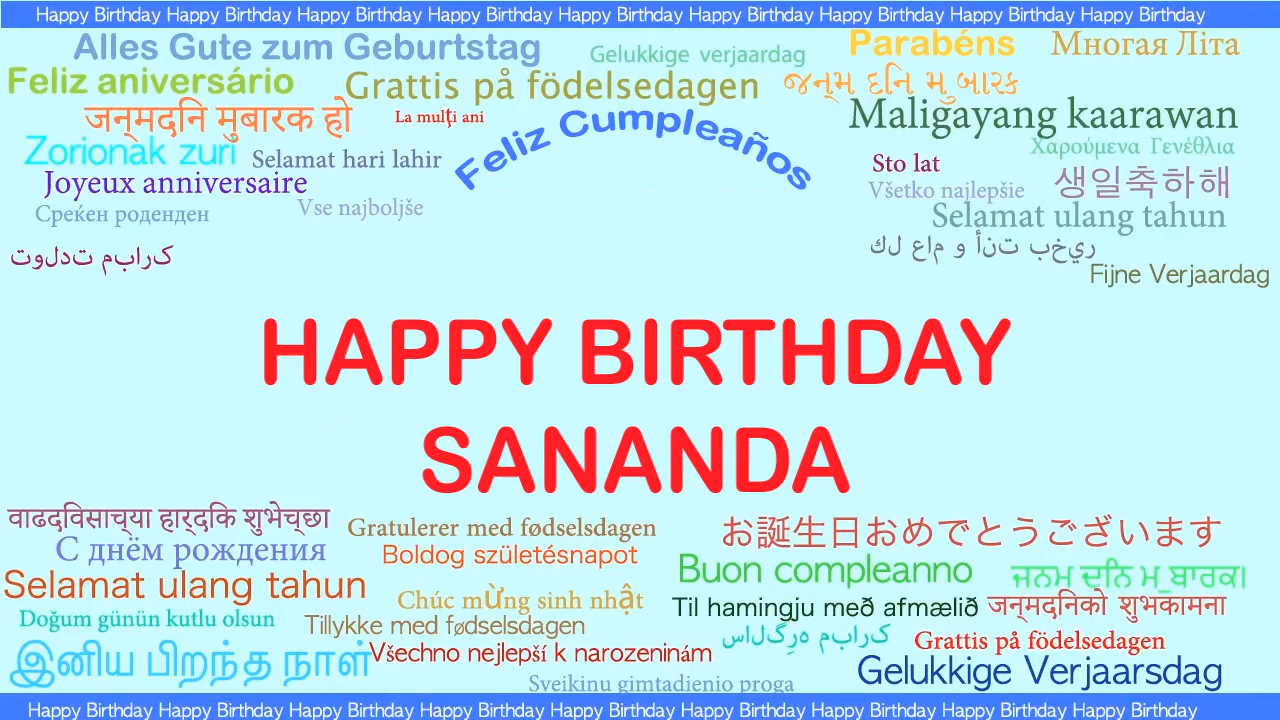 Happy Birthday Happy Birthday Happy Birthday Happy Birthday Happy Birthday Happy Birthday Happy Birthday Happy Birthday Happy Birthday
Alles Gute zum Geburtstag
Gelukkige verjaardag
Parabéns
Многая Літа
Feliz aniversário
Grattis på födelsedagen
જન્મ દિન મુબારક
जन्मदिन मुबारक हो
La mulţi ani
Feliz Cumpleaños
Maligayang kaarawan
Zorionak zuri
Selamat hari lahir
Χαρούμενα Γενέθλια
Sto lat
Joyeux anniversaire
Všetko najlepšie
생일축하해
Среќен роденден
Vse najboljše
Selamat ulang tahun
تولدت مبارک
كل عام و أنت بخير
Fijne Verjaardag
HAPPY BIRTHDAY
SANANDA
वाढदिवसाच्या हार्दिक शुभेच्छा
Gratulerer med fødselsdagen
お誕生日おめでとうございます
С днём рождения
Boldog születésnapot
Buon compleanno
ਜਨਮ ਦਿਨ ਮੁਬਾਰਕ।
Selamat ulang tahun
Chúc mừng sinh nhật
Til hamingju með afmælið
जन्मदिनको शुभकामना
Doğum günün kutlu olsun
Tillykke med fødselsdagen
سالگرہ مبارک
Grattis på födelsedagen
இனிய பிறந்த நாள்
Všechno nejlepší k narozeninám
Gelukkige Verjaarsdag
Sveikinu gimtadienio proga
Happy Birthday Happy Birthday Happy Birthday Happy Birthday Happy Birthday Happy Birthday Happy Birthday Happy Birthday Happy Birthday